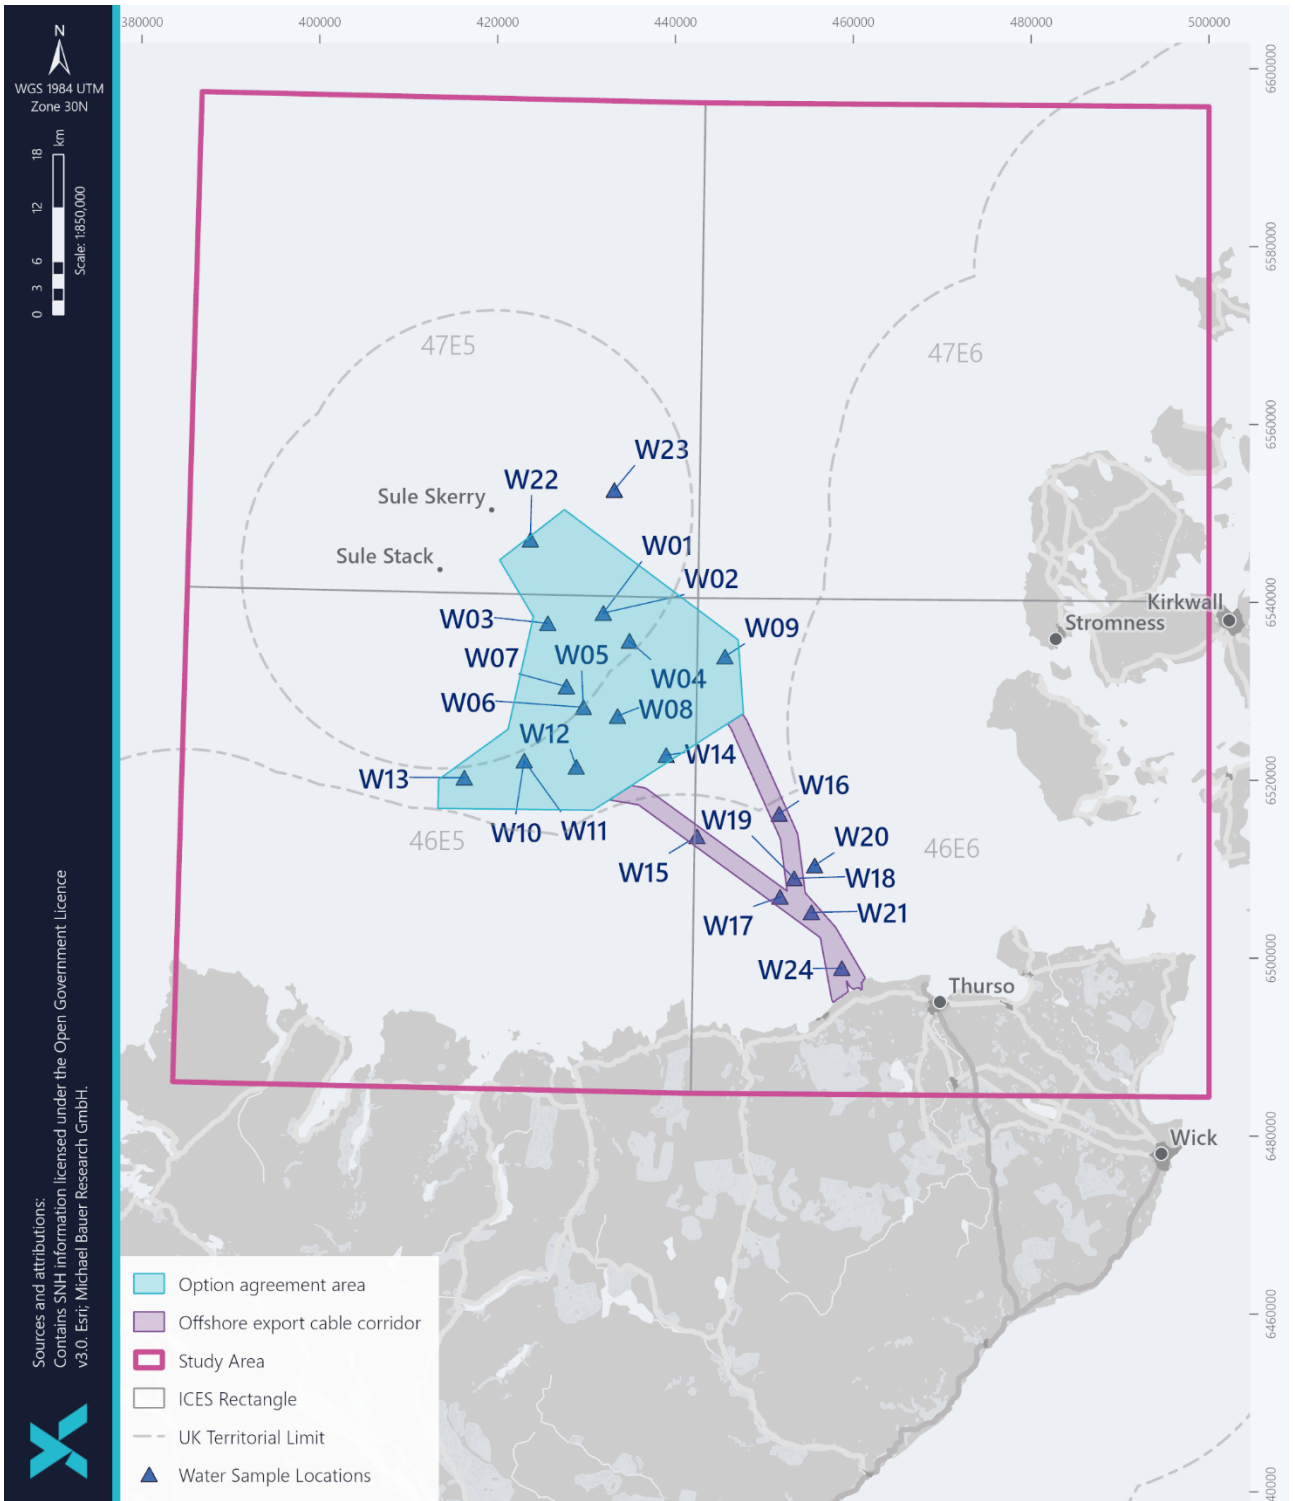 380000
400000
420000
440000
460000
480000
500000
N
WGS 1984 UTM
Zone 30N
km
18
12
6
3
0
Scale: 1:850,000
6600000
6580000
6560000
6540000
6520000
6500000
6480000
6460000
47E5
47E6
W23
W22
Sule Skerry
W01
Sule Stack
W02
Kirkwall
W03
Stromness
W09
W05
W07
W04
W06
W08
W12
W14
W13
W16
W19
W10
W11
W20
46E5
46E6
W15
W18
W21
W17
W24
Thurso
Wick
Sources and attributions:
Contains SNH information licensed under the Open Government Licence
v3.0. Esri; Michael Bauer Research GmbH.
Option agreement area
Offshore export cable corridor
Study Area
ICES Rectangle
UK Territorial Limit
Water Sample Locations